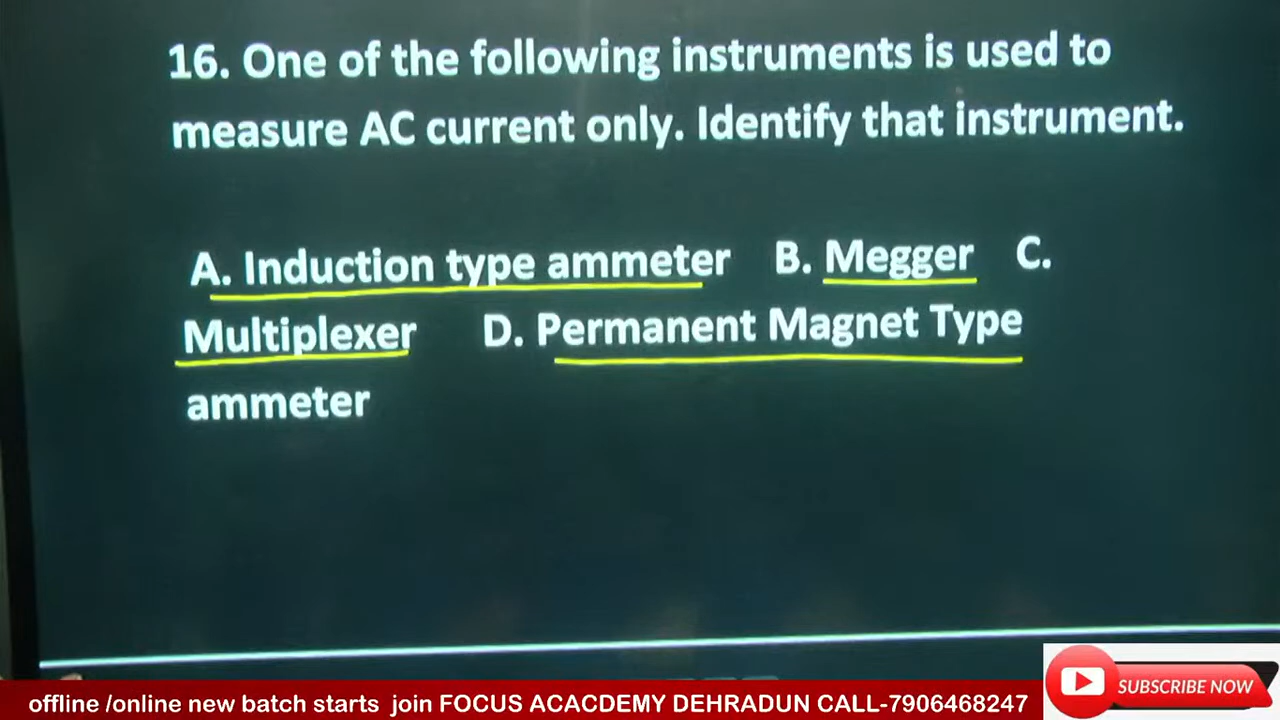 16. One of the following instruments is used to
measure AC current only. Identify that instrument.
A. Induction type ammeter B. Megger C.
Multiplexer D. Permanent Magnet Type
ammeter
offline /online new batch starts join FOCUS ACACDEMY DEHRADUN CALL-7906468247
SUBSCRIBE NOW